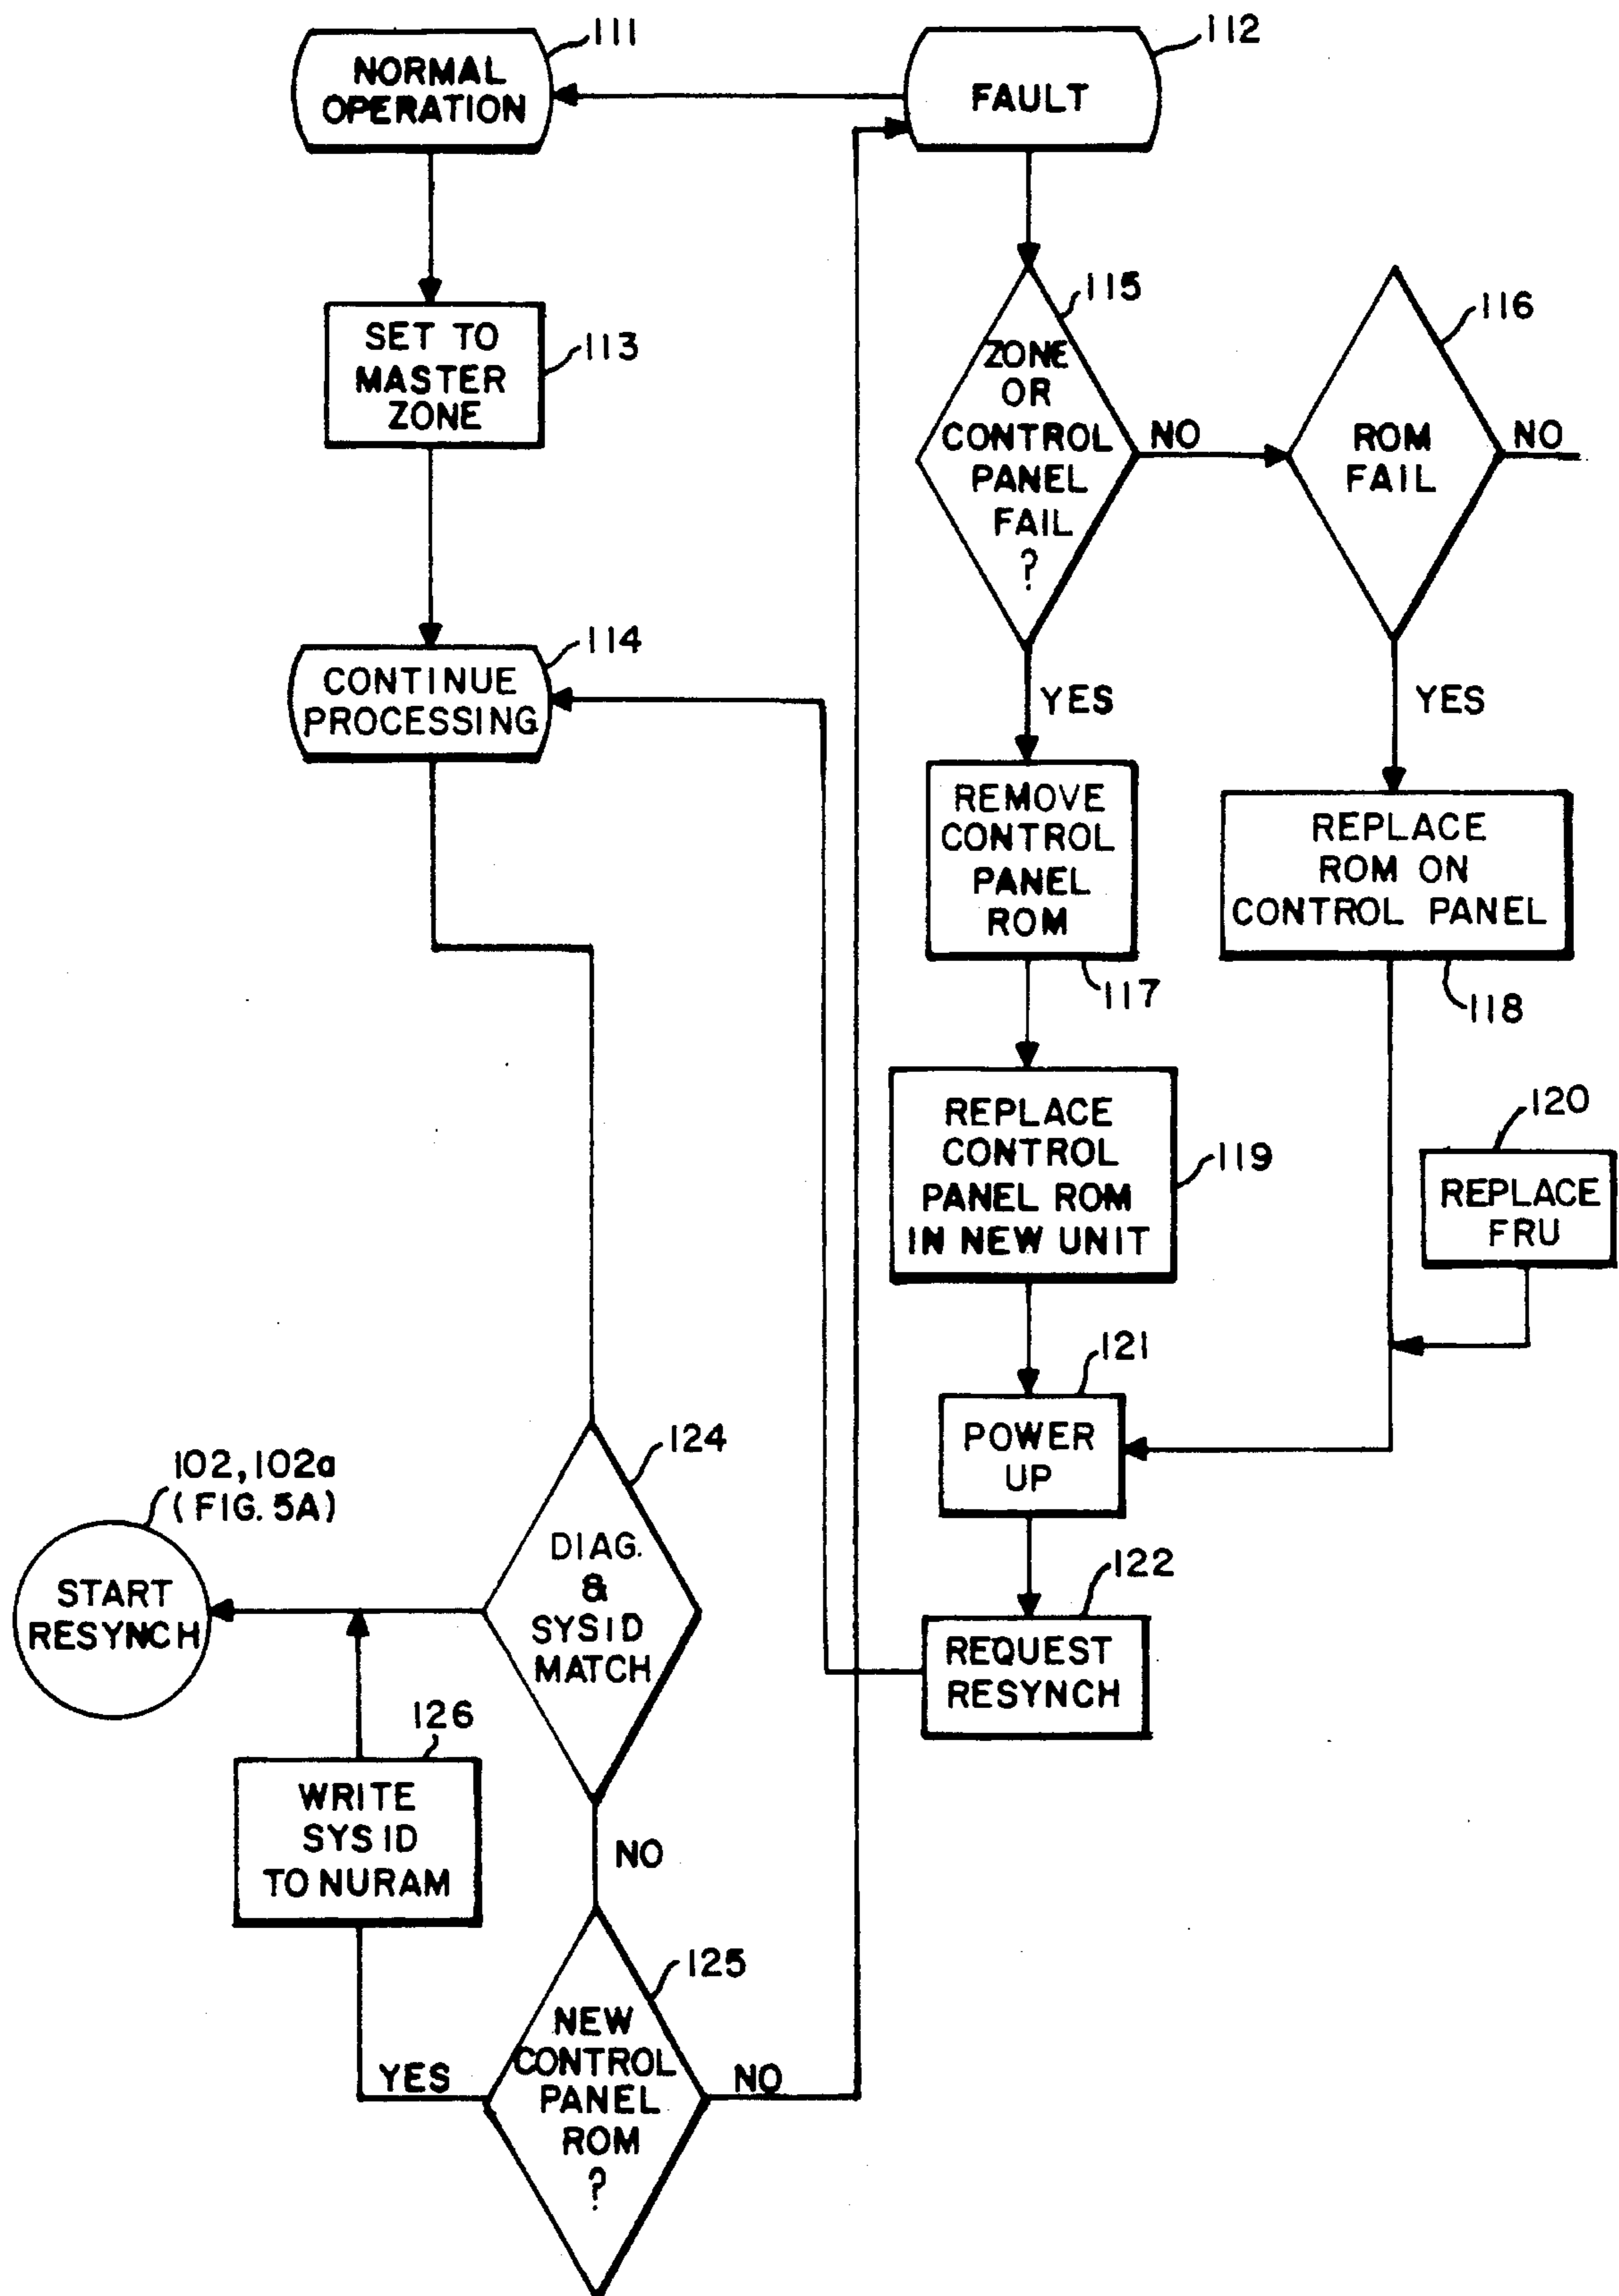 111
NORMAL
OPERATION
112
FAULT
SET TO
MASTER
ZONE
113
115
ZONE
OR
CONTROL
PANEL
FAIL
?
NO
116
ROM
FAIL
NO
114
CONTINUE
PROCESSING
YES
YES
REMOVE
CONTROL
PANEL
ROM
117
REPLACE
ROM ON
CONTROL PANEL
118
REPLACE
CONTROL
PANEL ROM
IN NEW UNIT
119
120
REPLACE
FRU
121
POWER
UP
122
REQUEST
RESYNCH
124
DIAG.
&
SYSID
MATCH
102, 102a
(FIG. 5A)
START
RESYNCH
126
WRITE
SYSID
TO NURAM
NO
125
NEW
CONTROL
PANEL
ROM
?
YES
NO